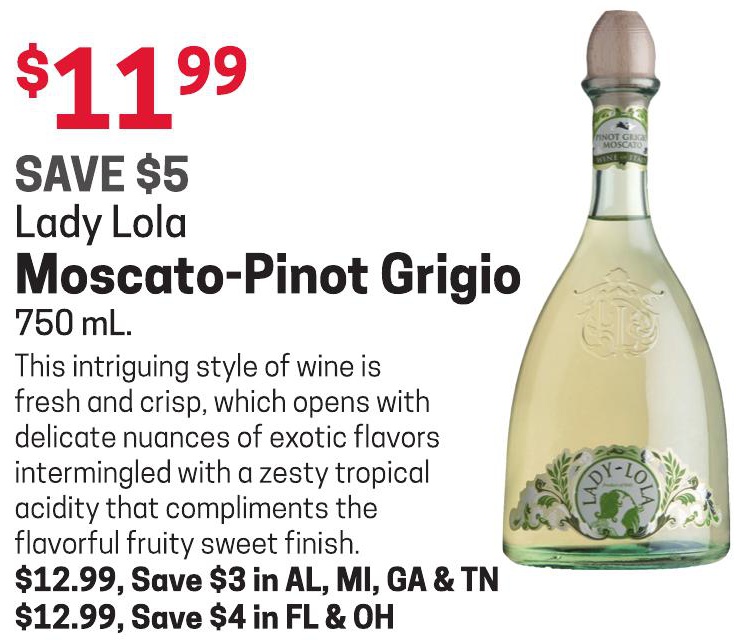 $11 99
SAVE $5
Lady Lola
Moscato-Pinot Grigio
750 mL.
This intriguing style of wine is
fresh and crisp, which opens with
delicate nuances of exotic flavors
intermingled with a zesty tropical
acidity that compliments the
flavorful fruity sweet finish.
$12.99, Save $3 in AL, MI, GA & TN
$12.99, Save $4 in FL & OH
PINOT GRIGIO
MOSCATO
WINE of ITALY
LADY-LOLA